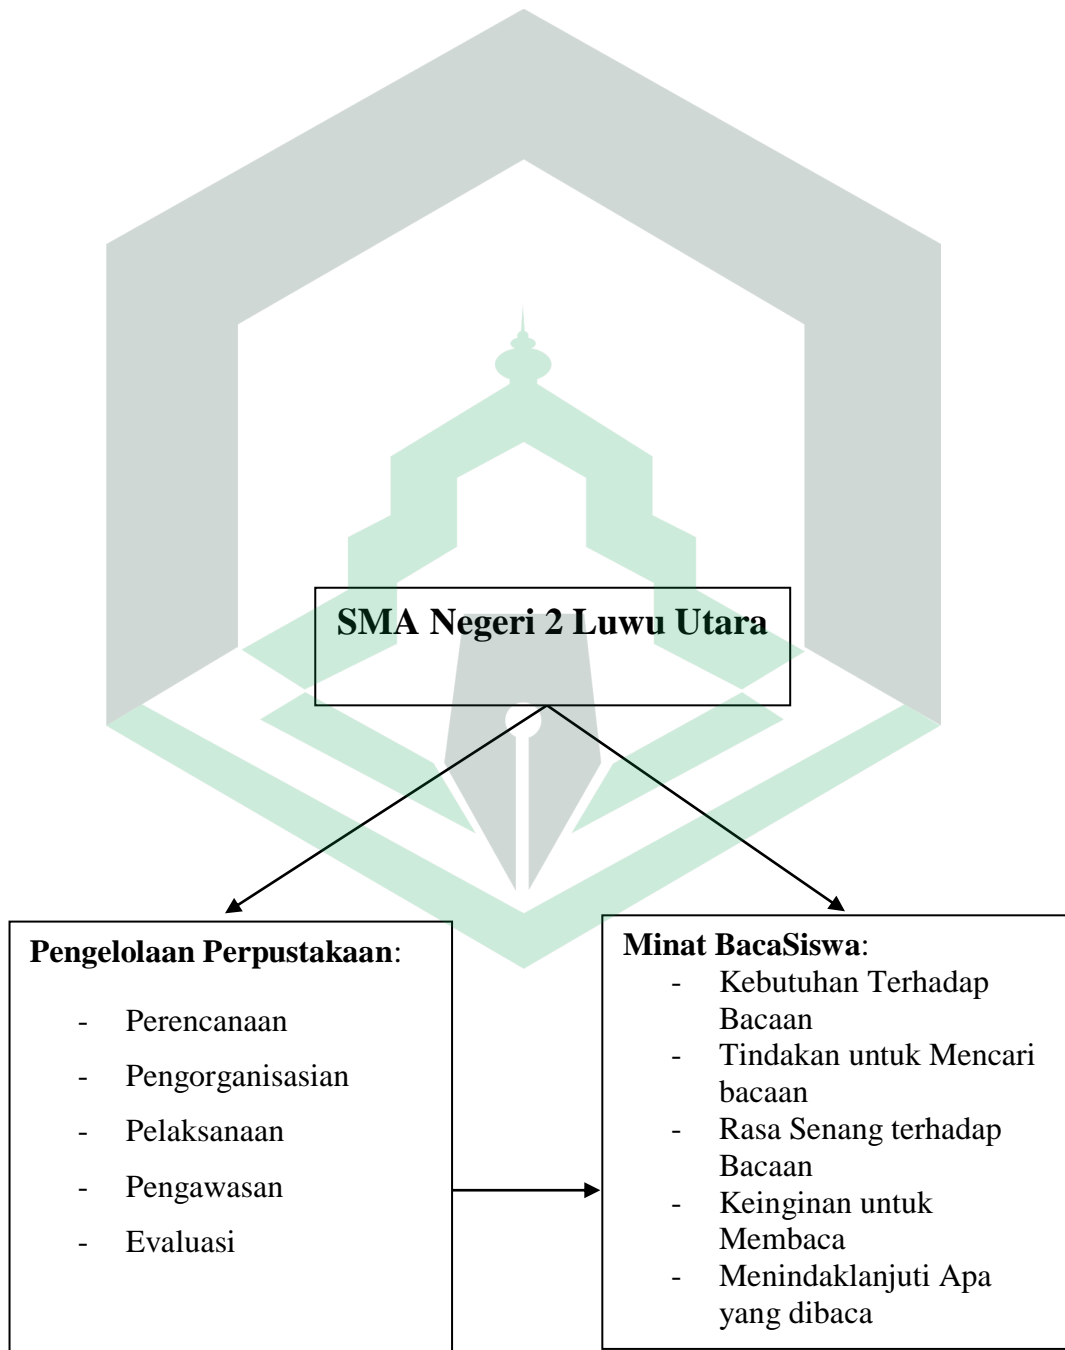 SMA Negeri 2 Luwu Utara
Pengelolaan Perpustakaan:
- Perencanaan
- Pengorganisasian
- Pelaksanaan
- Pengawasan
- Evaluasi
Minat BacaSiswa:
- Kebutuhan Terhadap
Bacaan
- Tindakan untuk Mencari
bacaan
- Rasa Senang terhadap
Bacaan
- Keinginan untuk
Membaca
- Menindaklanjuti Apa
yang dibaca